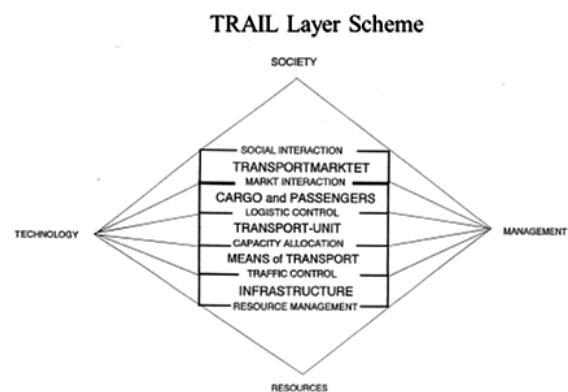 TRAIL Layer Scheme
SOCIETY
SOCIAL INTERACTION
TRANSPORTMARKTET
MARKT INTERACTION
CARGO and PASSENGERS
LOGISTIC CONTROL
TECHNOLOGY
TRANSPORT-UNIT
MANAGEMENT
CAPACITY ALLOCATION
MEANS of TRANSPORT
TRAFFIC CONTROL
INFRASTRUCTURE
RESOURCE MANAGEMENT
RESOURCES